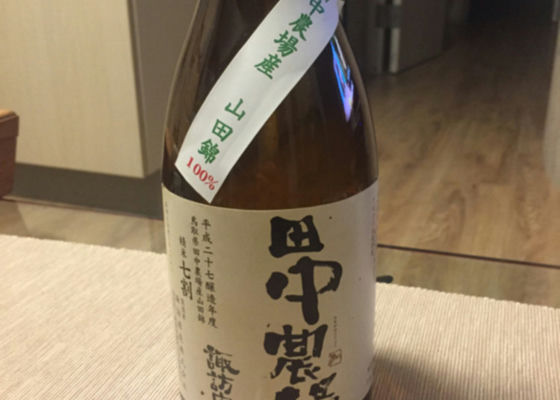 中農場産 山田錦
100%
田中農場
平成二十七醸造年度
鳥取県田中農場産山田錦
精米七割
諏訪